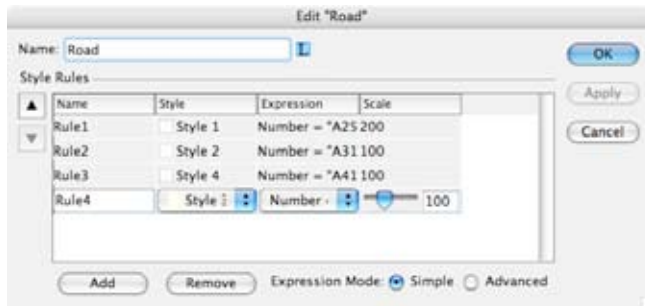 Edit "Road"
Name: Road L OK
Style Rules
Apply
Name Style Expression Scale
Rule1 Style 1 Number = "A25 200
Cancel
Rule2 Style 2 Number = "A31 100
Rule3 Style 4 Number = "A41 100
Rule4 Style Number 100
Add Remove Expression Mode: Simple Advanced